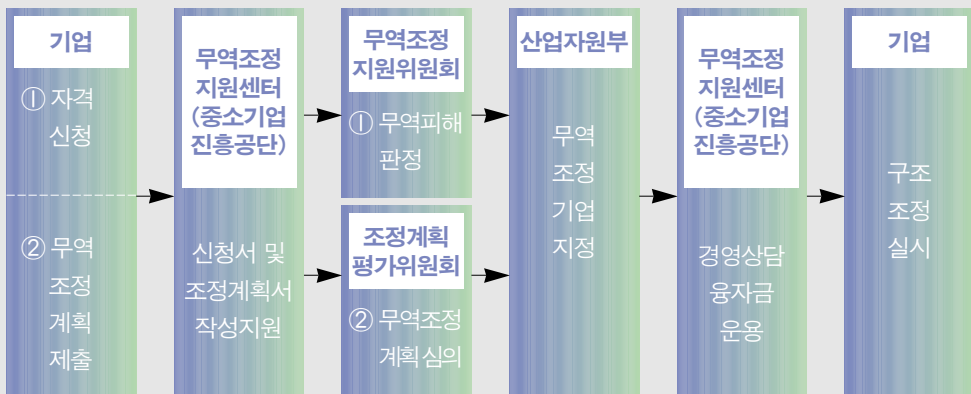 기업
① 자격
신청
② 무역
조정
계획
제출
무역조정
지원센터
(중소기업
진흥공단)
신청서 및
조정계획서
작성지원
무역조정
지원위원회
① 무역피해
판정
조정계획
평가위원회
② 무역조정
계획 심의
산업자원부
무역
조정
기업
지정
무역조정
지원센터
(중소기업
진흥공단)
경영상담
융자금
운용
기업
구조
조정
실시